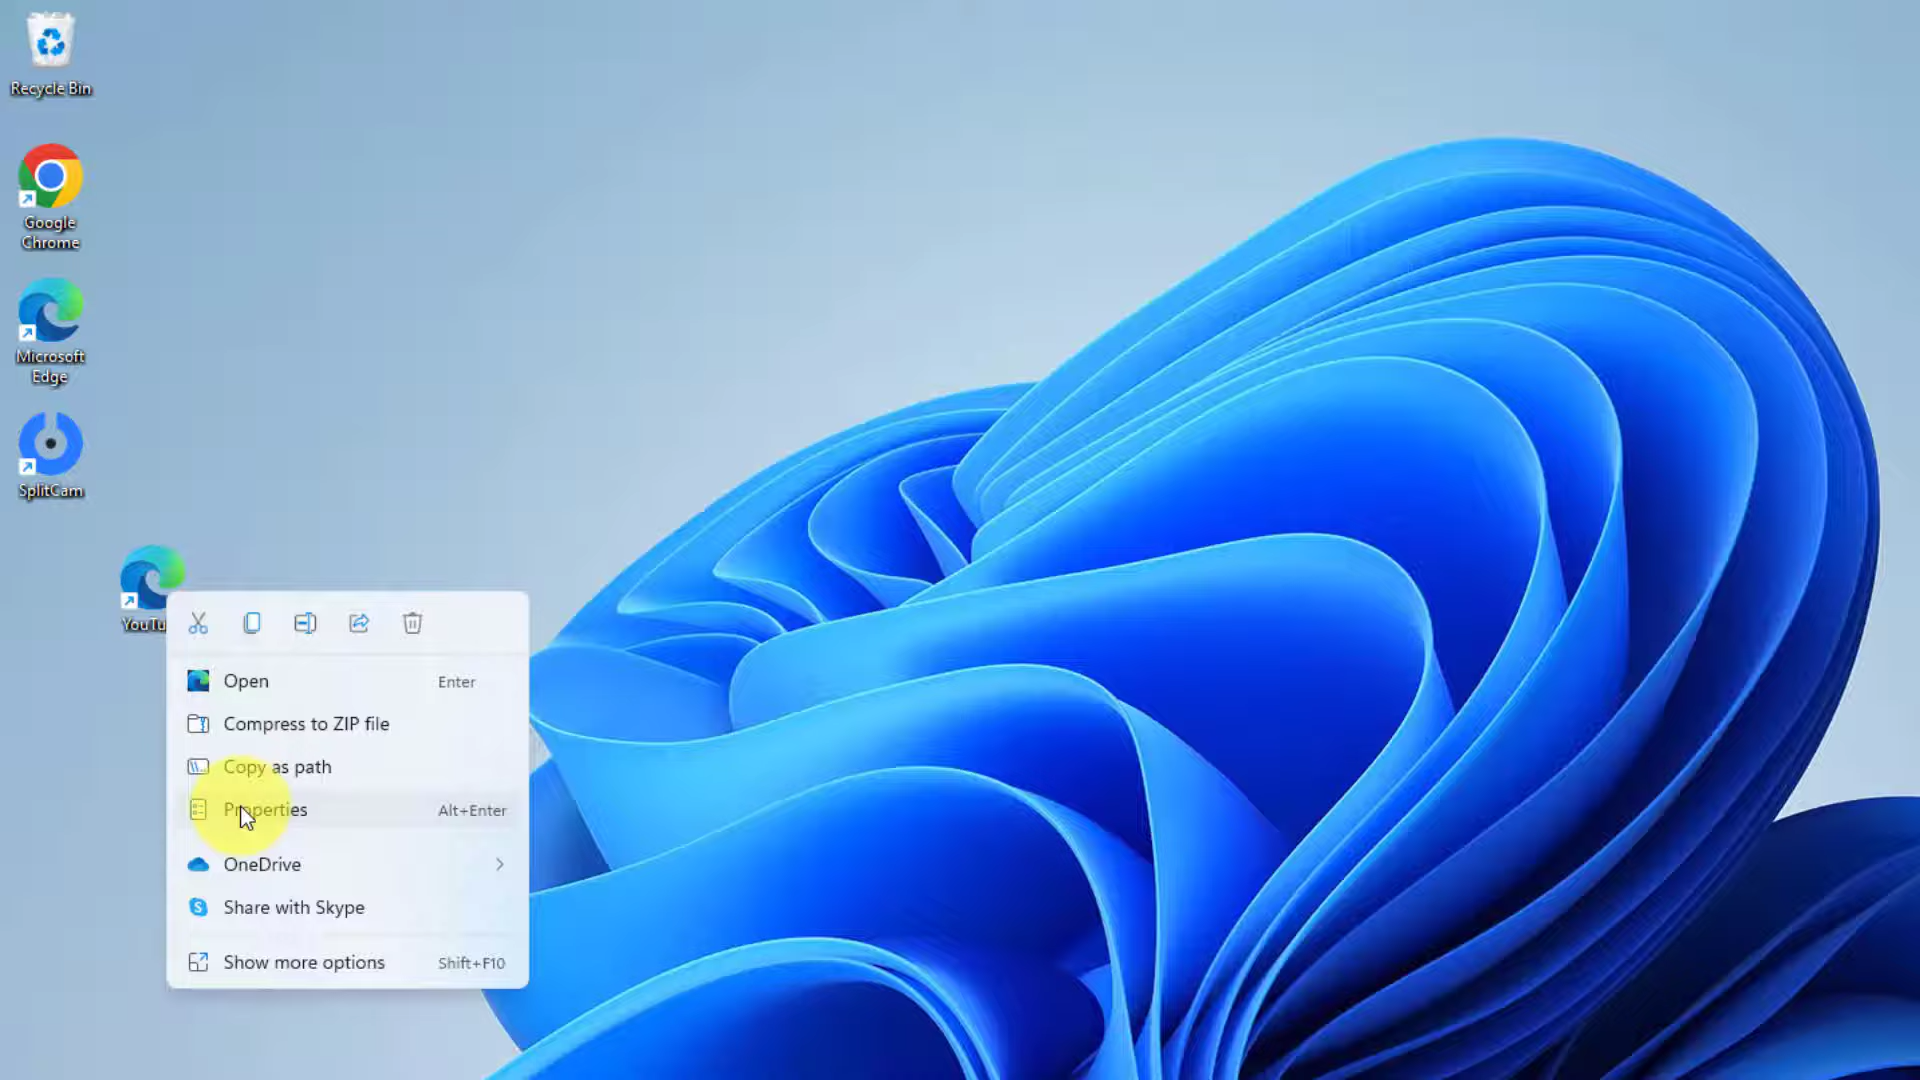 Recycle Bin
Google
Chrome
Microsoft
Edge
SplitCam
YouTu
Open Enter
Compress to ZIP file
Copy as path
Properties Alt+Enter
OneDrive
Share with Skype
Show more options Shift+F10